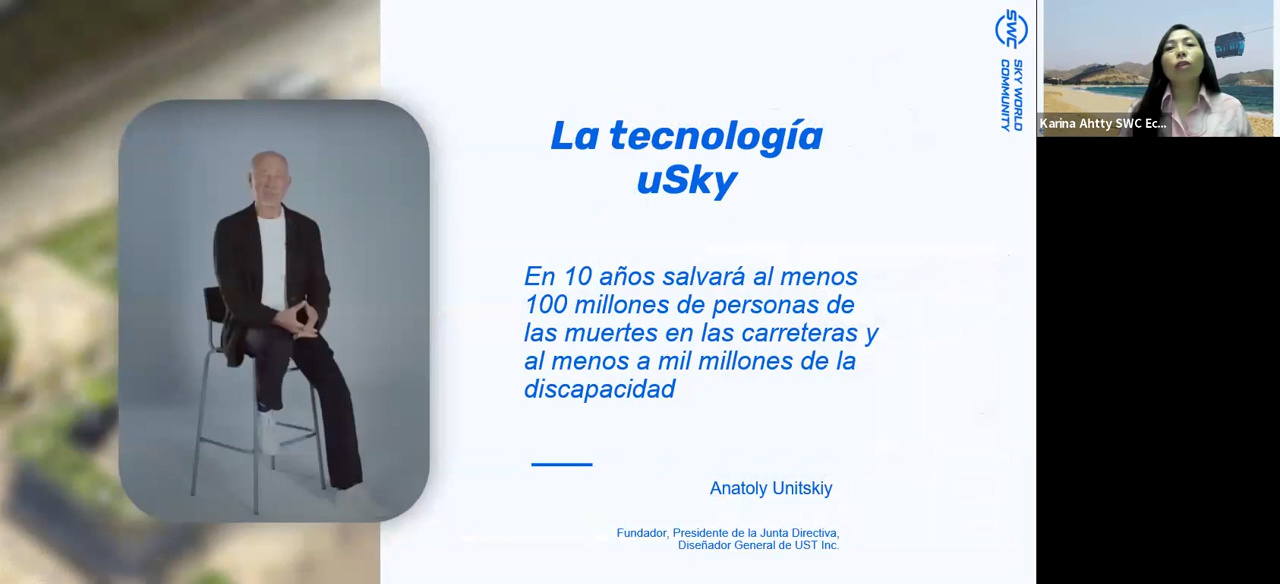 La tecnología
uSky
En 10 años salvará al menos
100 millones de personas de
las muertes en las carreteras y
al menos a mil millones de la
discapacidad
Anatoly Unitskiy
Fundador, Presidente de la Junta Directiva,
Diseñador General de UST Inc.
SWC
SKY WORLD
COMMUNITY
Karina Ahtty SWC Ec...